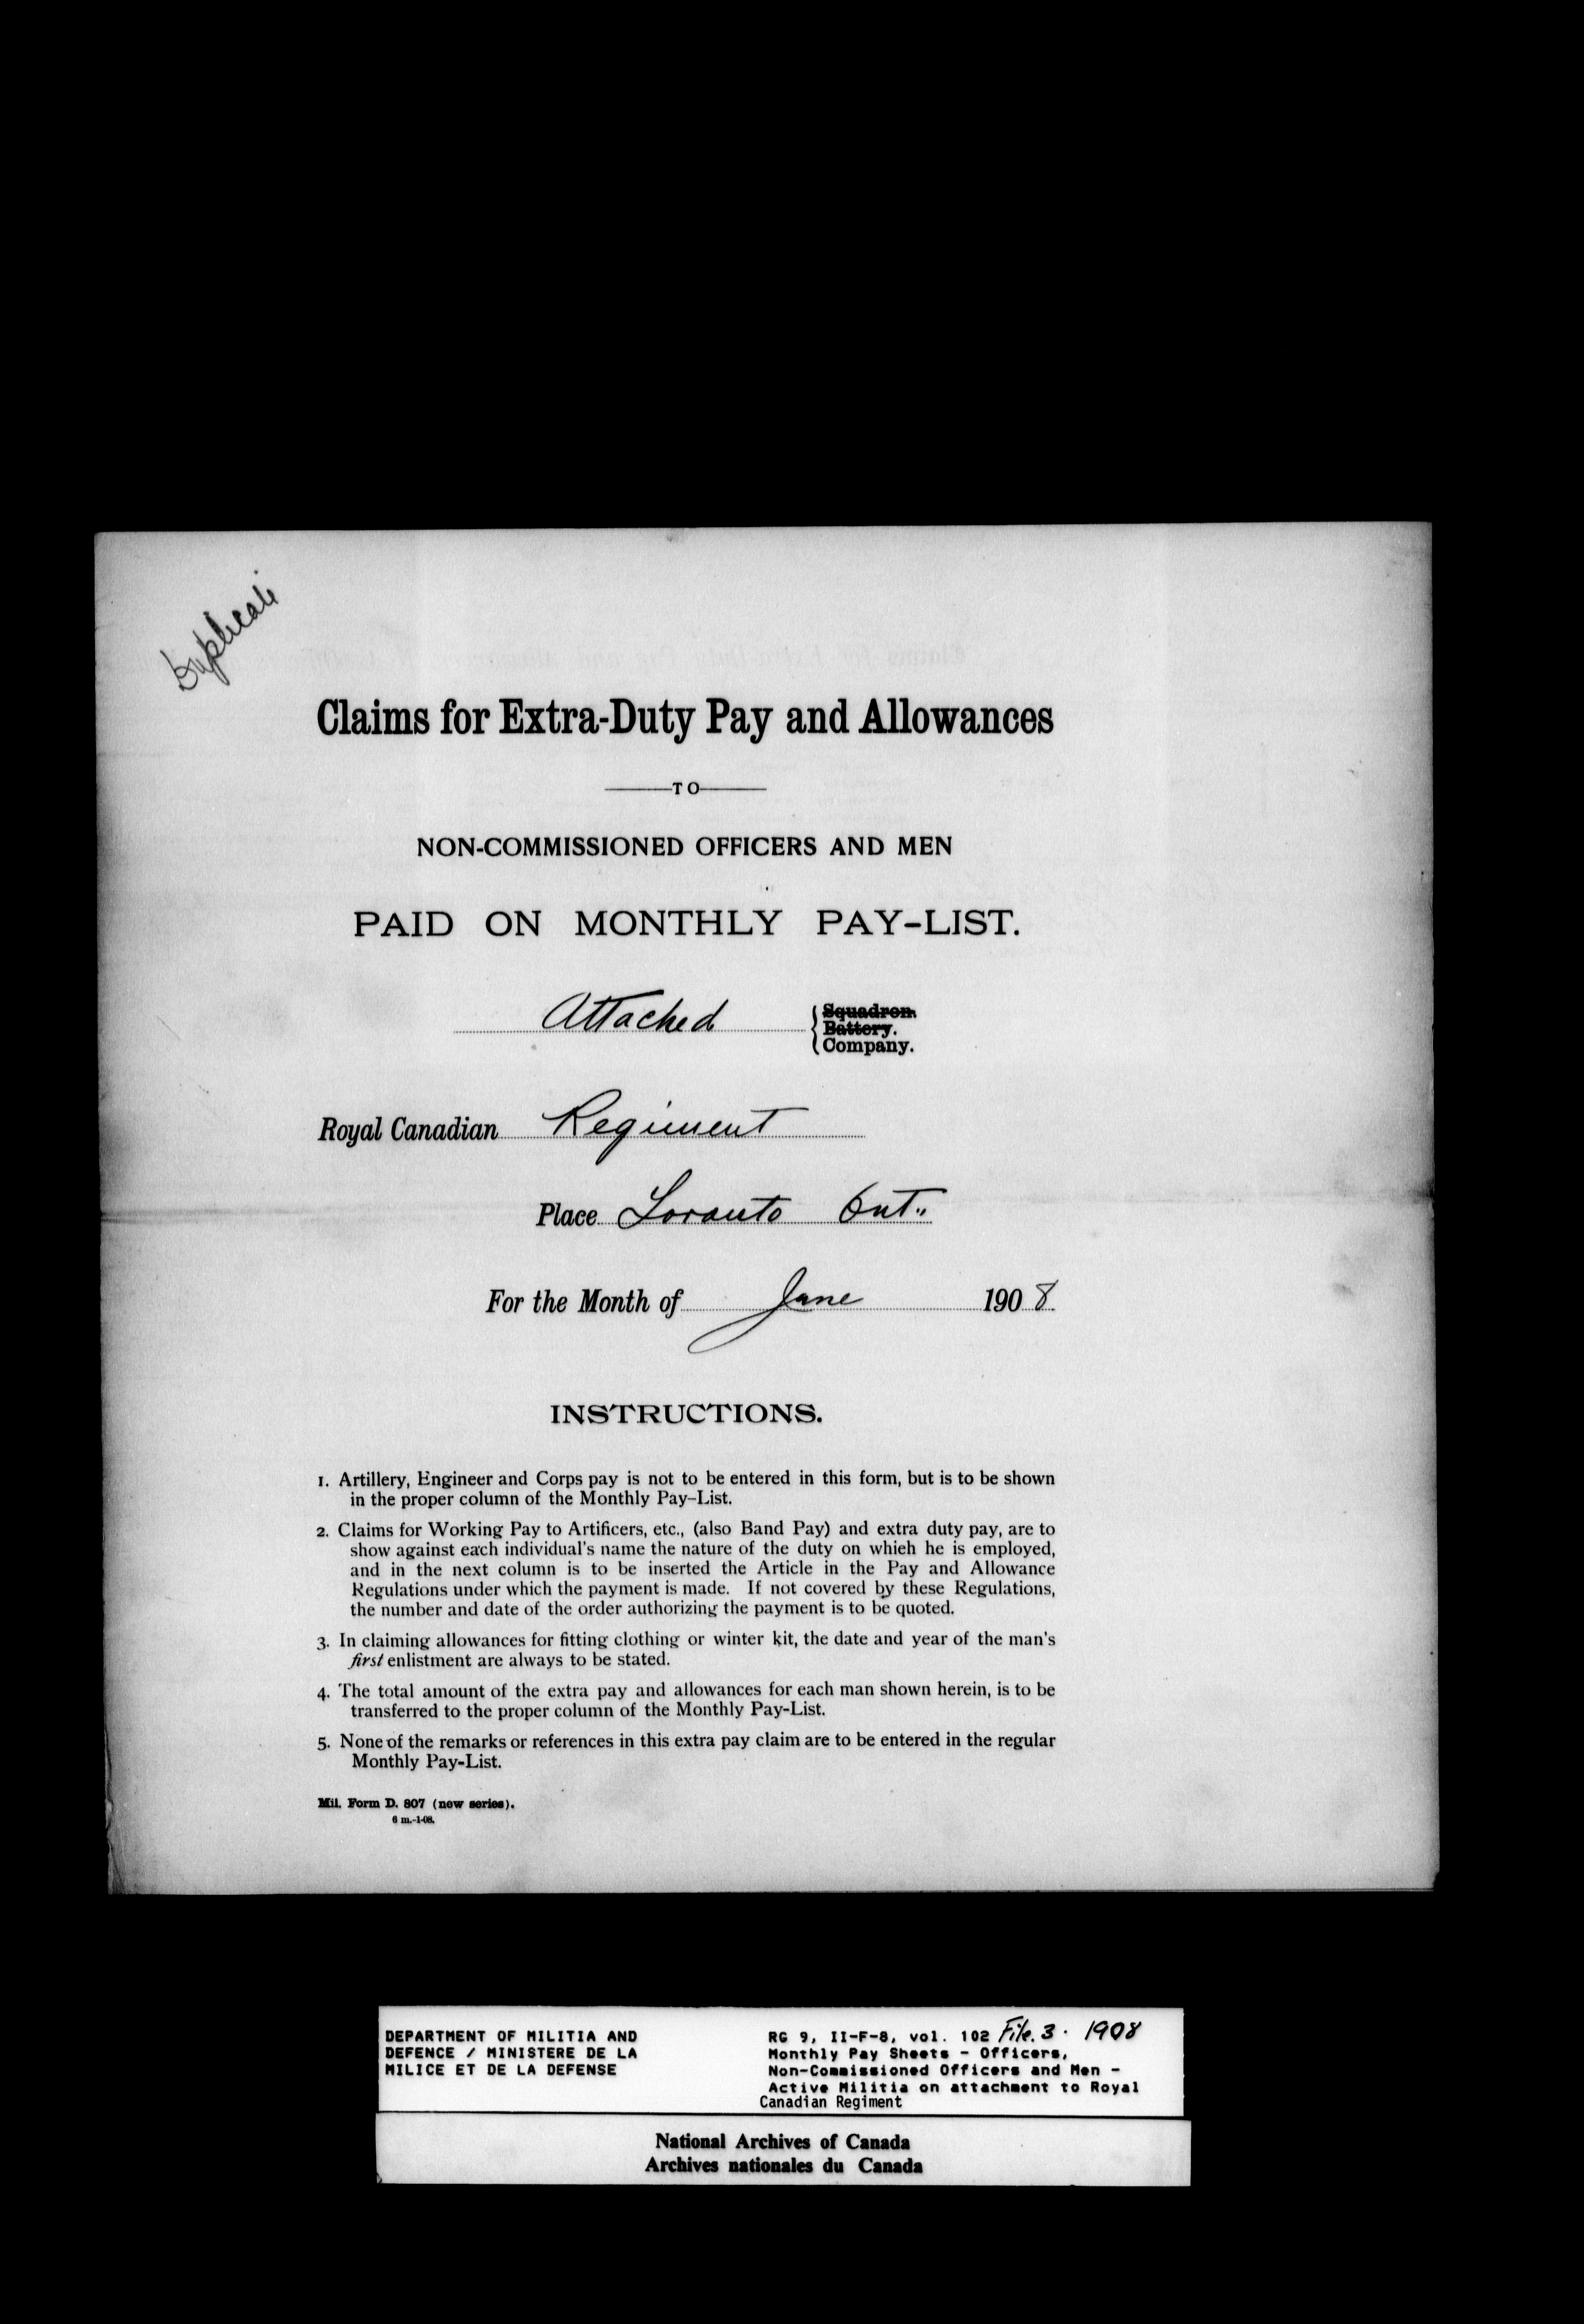 Duplicate
Claims for Extra-Duty Pay and Allowances
TO
NON-COMMISSIONED OFFICERS AND MEN
PAID ON MONTHLY PAY-LIST.
Attached { Squadron.
Battery.
Company.
Royal Canadian Regiment
Place Toronto Ont.
For the Month of June 1908
INSTRUCTIONS.
1. Artillery, Engineer and Corps pay is not to be entered in this form, but is to be shown
in the proper column of the Monthly Pay-List.
2. Claims for Working Pay to Artificers, etc., (also Band Pay) and extra duty pay, are to
show against each individual's name the nature of the duty on whieh he is employed,
and in the next column is to be inserted the Article in the Pay and Allowance
Regulations under which the payment is made. If not covered by these Regulations,
the number and date of the order authorizing the payment is to be quoted.
3. In claiming allowances for fitting clothing or winter kit, the date and year of the man's
first enlistment are always to be stated.
4. The total amount of the extra pay and allowances for each man shown herein, is to be
transferred to the proper column of the Monthly Pay-List.
5. None of the remarks or references in this extra pay claim are to be entered in the regular
Monthly Pay-List.
Mil. Form D. 807 (new series).
6 m.-1-08.
DEPARTMENT OF MILITIA AND
DEFENCE / MINISTERE DE LA
MILICE ET DE LA DEFENSE
RG 9, II-F-8, vol. 102 File. 3. 1908
Monthly Pay Sheets - Officers,
Non-Commissioned Officers and Men -
Active Militia on attachment to Royal
Canadian Regiment
National Archives of Canada
Archives nationales du Canada